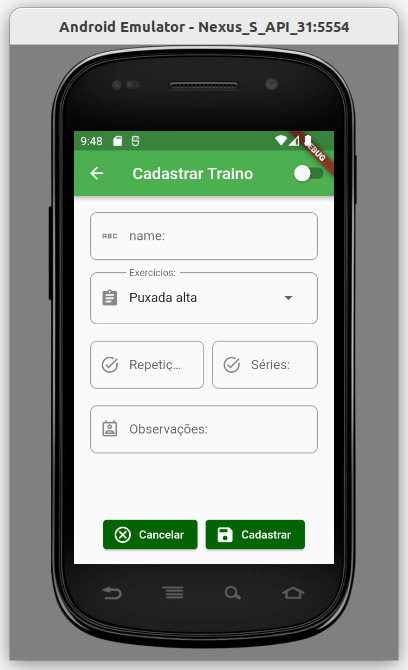 Android Emulator - Nexus_S_API_31:5554
9:48
DEBUG
Cadastrar Traino
ABC name:
Exercícios:
Puxada alta
Repetiç... Séries:
Observações:
Cancelar Cadastrar